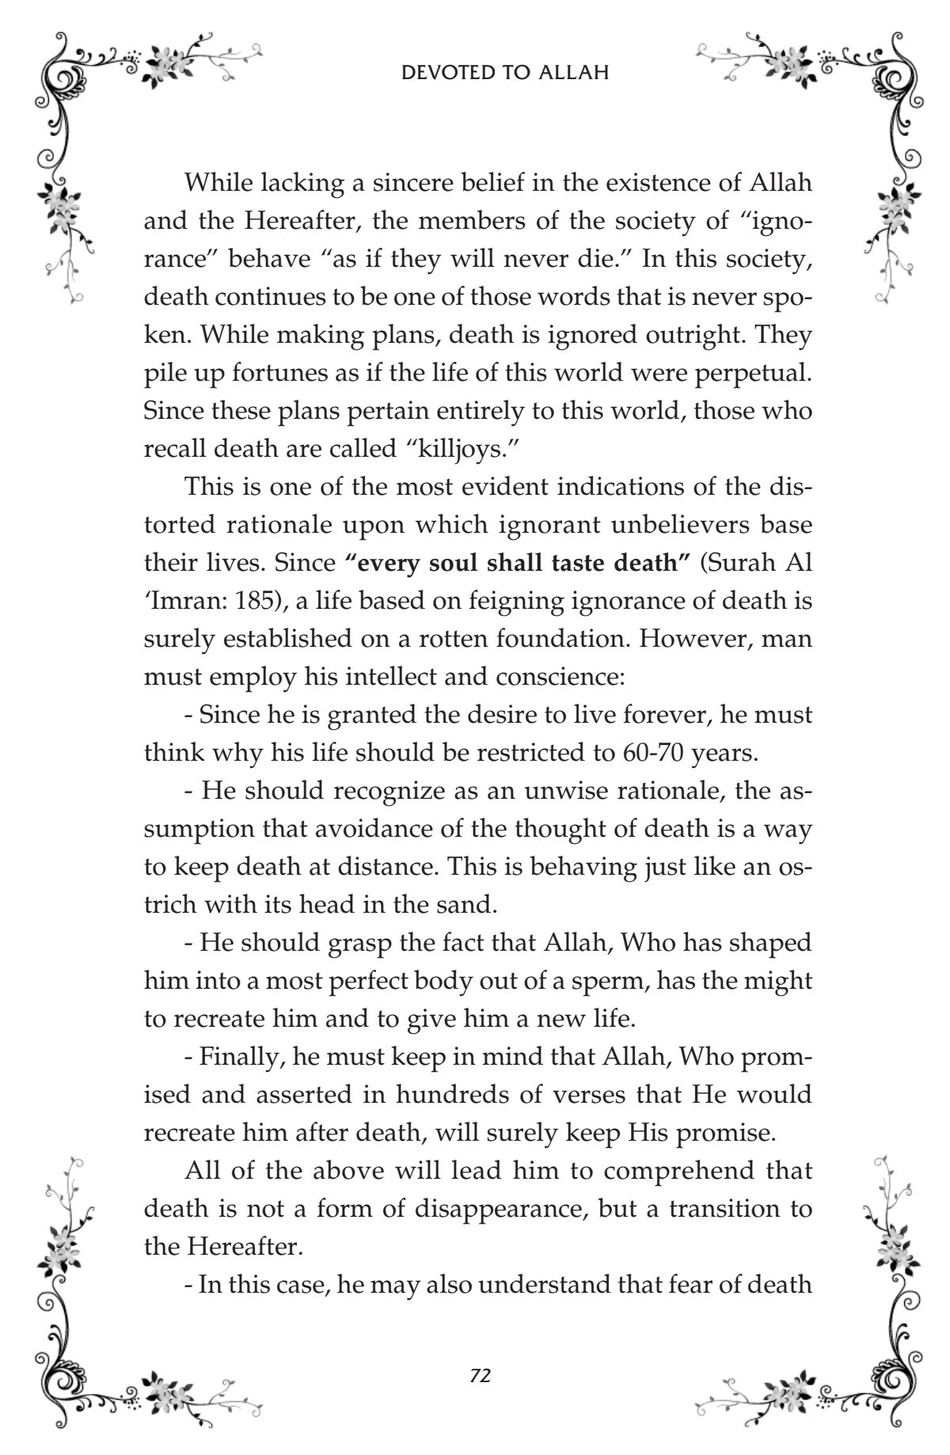 DEVOTED TO ALLAH
While lacking a sincere belief in the existence of Allah
and the Hereafter, the members of the society of “igno-
rance” behave “as if they will never die.” In this society,
death continues to be one of those words that is never spo-
ken. While making plans, death is ignored outright. They
pile up fortunes as if the life of this world were perpetual.
Since these plans pertain entirely to this world, those who
recall death are called “killjoys.”
This is one of the most evident indications of the dis-
torted rationale upon which ignorant unbelievers base
their lives. Since “every soul shall taste death” (Surah Al
‘Imran: 185), a life based on feigning ignorance of death is
surely established on a rotten foundation. However, man
must employ his intellect and conscience:
- Since he is granted the desire to live forever, he must
think why his life should be restricted to 60-70 years.
- He should recognize as an unwise rationale, the as-
sumption that avoidance of the thought of death is a way
to keep death at distance. This is behaving just like an os-
trich with its head in the sand.
- He should grasp the fact that Allah, Who has shaped
him into a most perfect body out of a sperm, has the might
to recreate him and to give him a new life.
- Finally, he must keep in mind that Allah, Who prom-
ised and asserted in hundreds of verses that He would
recreate him after death, will surely keep His promise.
All of the above will lead him to comprehend that
death is not a form of disappearance, but a transition to
the Hereafter.
- In this case, he may also understand that fear of death
72